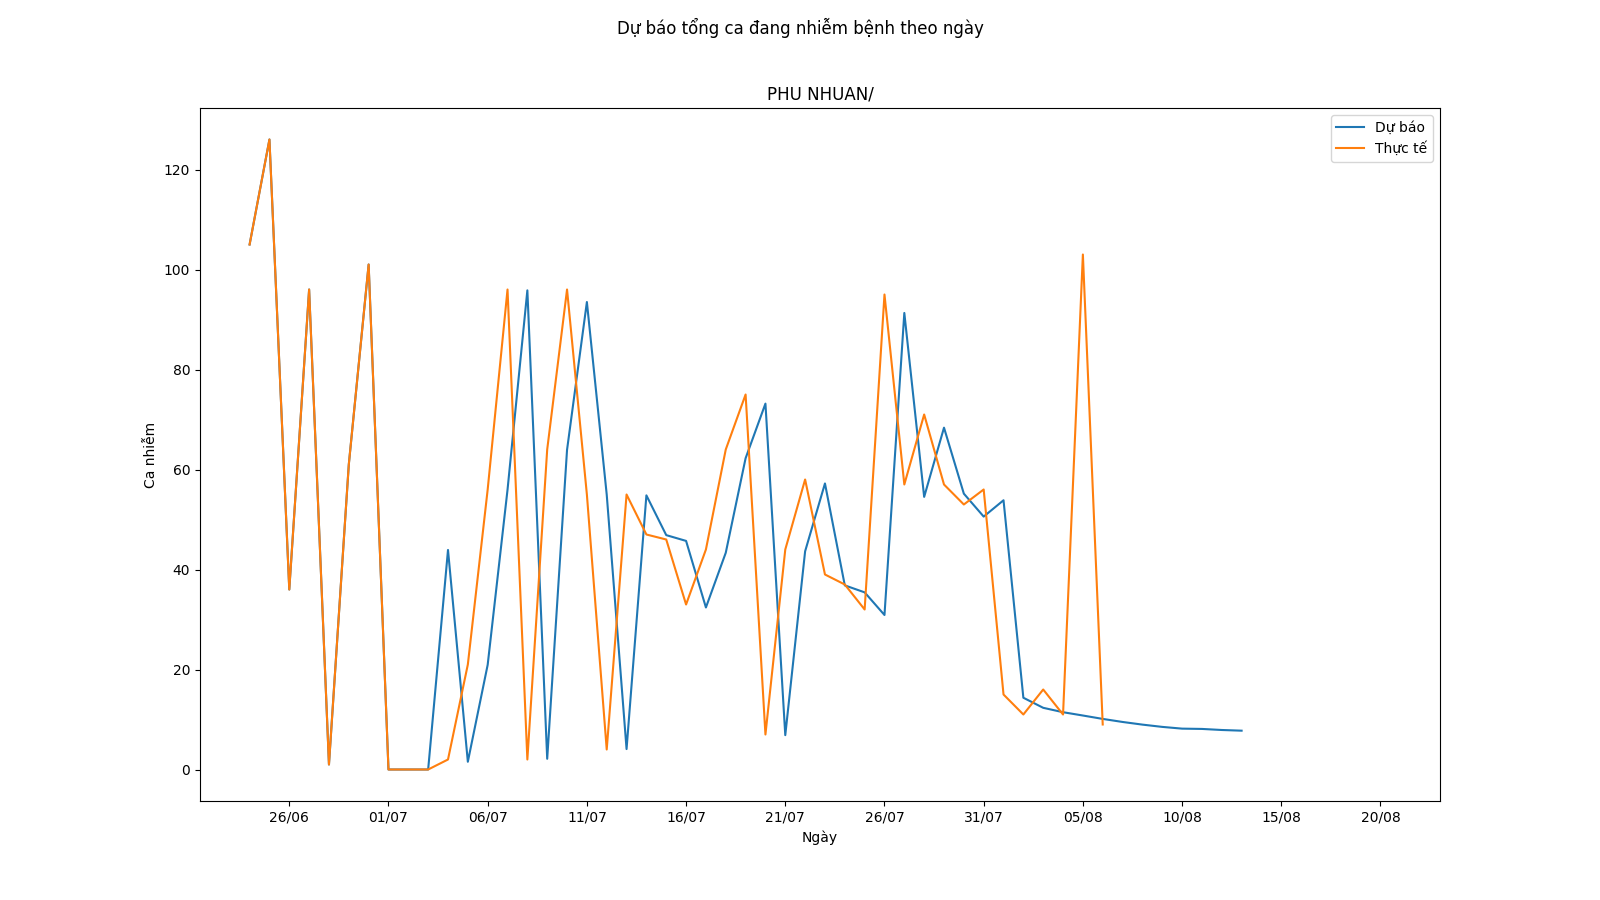 Dự báo tổng ca đang nhiễm bệnh theo ngày
PHU NHUAN/
Dự báo
Thực tế
120
100
80
60
40
20
0
Ca nhiễm
26/06 01/07 06/07 11/07 16/07 21/07 26/07 31/07 05/08 10/08 15/08 20/08
Ngày